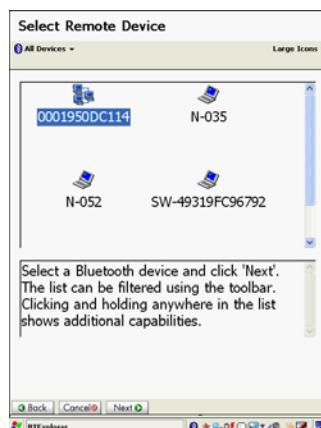 Select Remote Device
All Devices
Large Icons
0001950DC114
N-035
N-052
SW-49319FC96792
Select a Bluetooth device and click 'Next'.
The list can be filtered using the toolbar.
Clicking and holding anywhere in the list
shows additional capabilities.
Back Cancel Next
BTExplorer